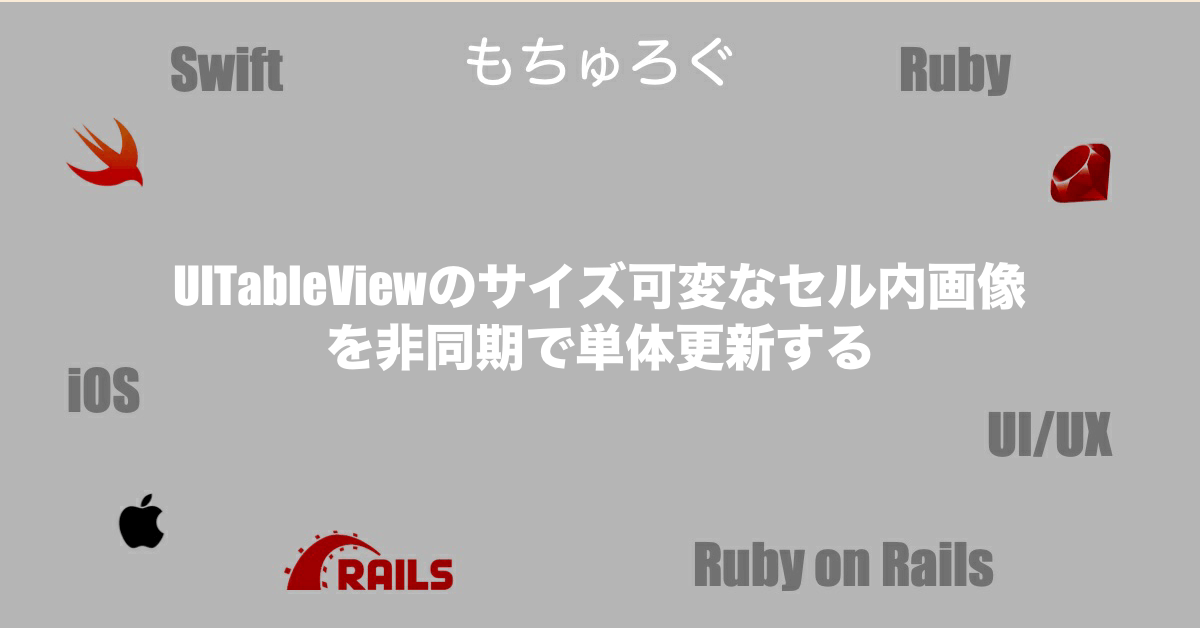 Swift
もちゅろぐ
Ruby
UITableViewのサイズ可変なセル内画像
を非同期で単体更新する
iOS
UI/UX
RAILS
Ruby on Rails